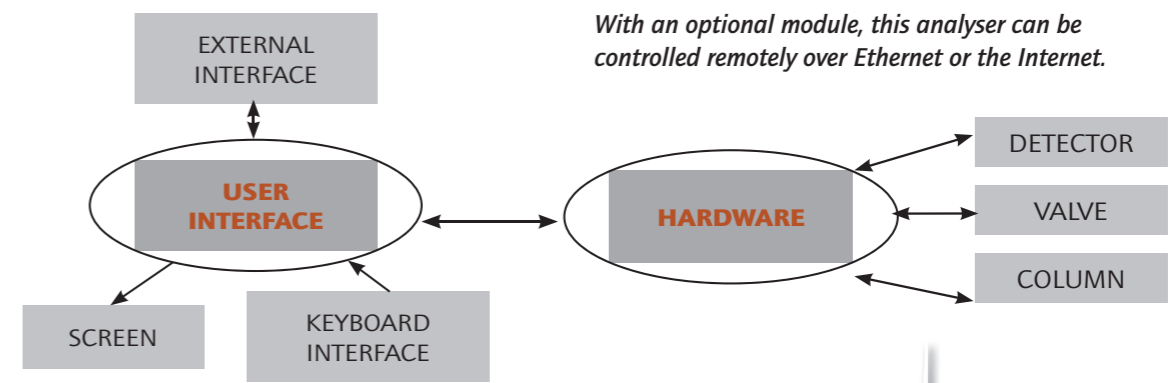 EXTERNAL
INTERFACE
With an optional module, this analyser can be
controlled remotely over Ethernet or the Internet.
USER
INTERFACE
HARDWARE
DETECTOR
VALVE
COLUMN
SCREEN
KEYBOARD
INTERFACE